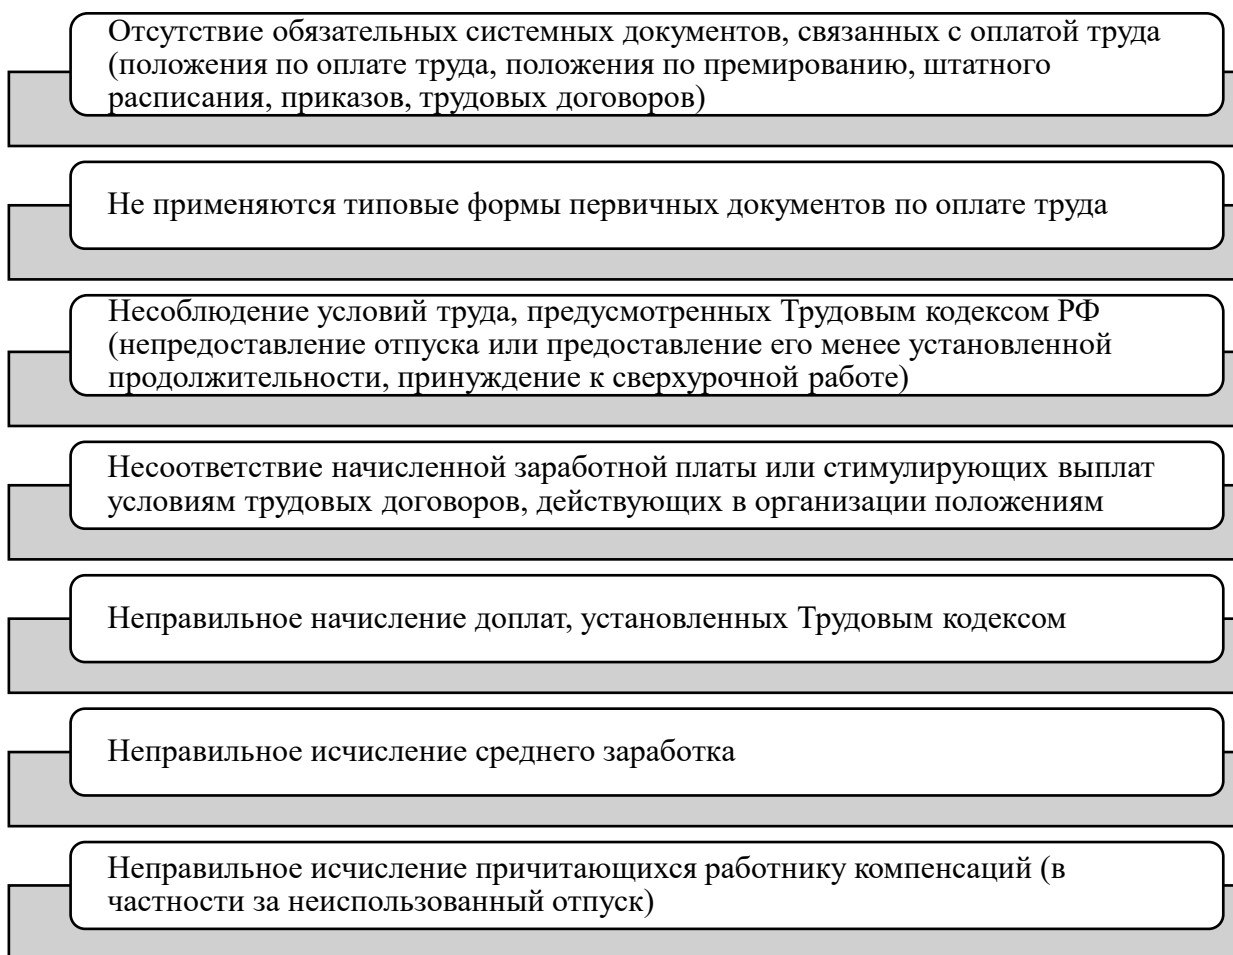 Отсутствие обязательных системных документов, связанных с оплатой труда
(положения по оплате труда, положения по премированию, штатного
расписания, приказов, трудовых договоров)
Не применяются типовые формы первичных документов по оплате труда
Несоблюдение условий труда, предусмотренных Трудовым кодексом РФ
(непредоставление отпуска или предоставление его менее установленной
продолжительности, принуждение к сверхурочной работе)
Несоответствие начисленной заработной платы или стимулирующих выплат
условиям трудовых договоров, действующих в организации положениям
Неправильное начисление доплат, установленных Трудовым кодексом
Неправильное исчисление среднего заработка
Неправильное исчисление причитающихся работнику компенсаций (в
частности за неиспользованный отпуск)